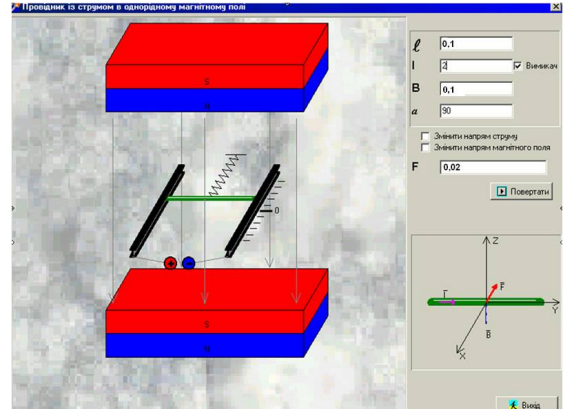 Провідник із струмом в однорідному магнітному полі
ℓ 0,1
I 2 Вимикач
B 0,1
α 90
Змінити напрям струму
Змінити напрям магнітного поля
F 0,02
Повертати
S
0
+ −
S
Z
I F
Y
B
X
Вихід